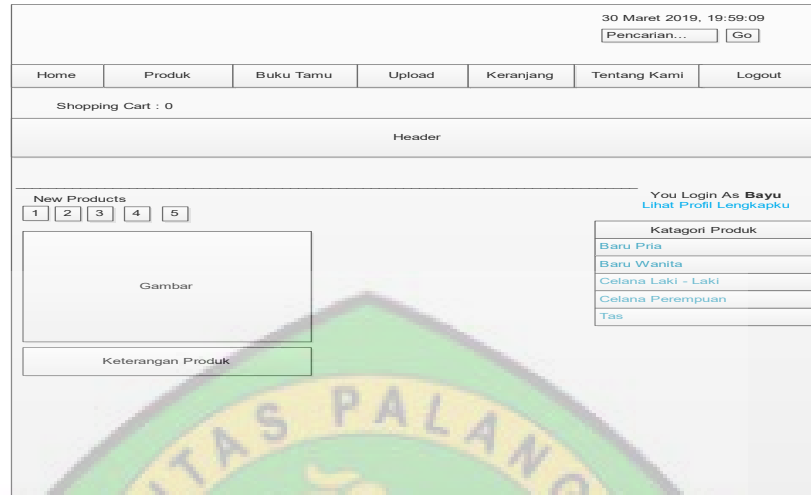 30 Maret 2019, 19:59:09
Pencarian... Go
Home Produk Buku Tamu Upload Keranjang Tentang Kami Logout
Shopping Cart : 0
Header
You Login As Bayu
Lihat Profil Lengkapku
New Products
1 2 3 4 5
Katagori Produk
Baru Pria
Baru Wanita
Celana Laki - Laki
Celana Perempuan
Tas
Gambar
Keterangan Produk
TAS PALANG